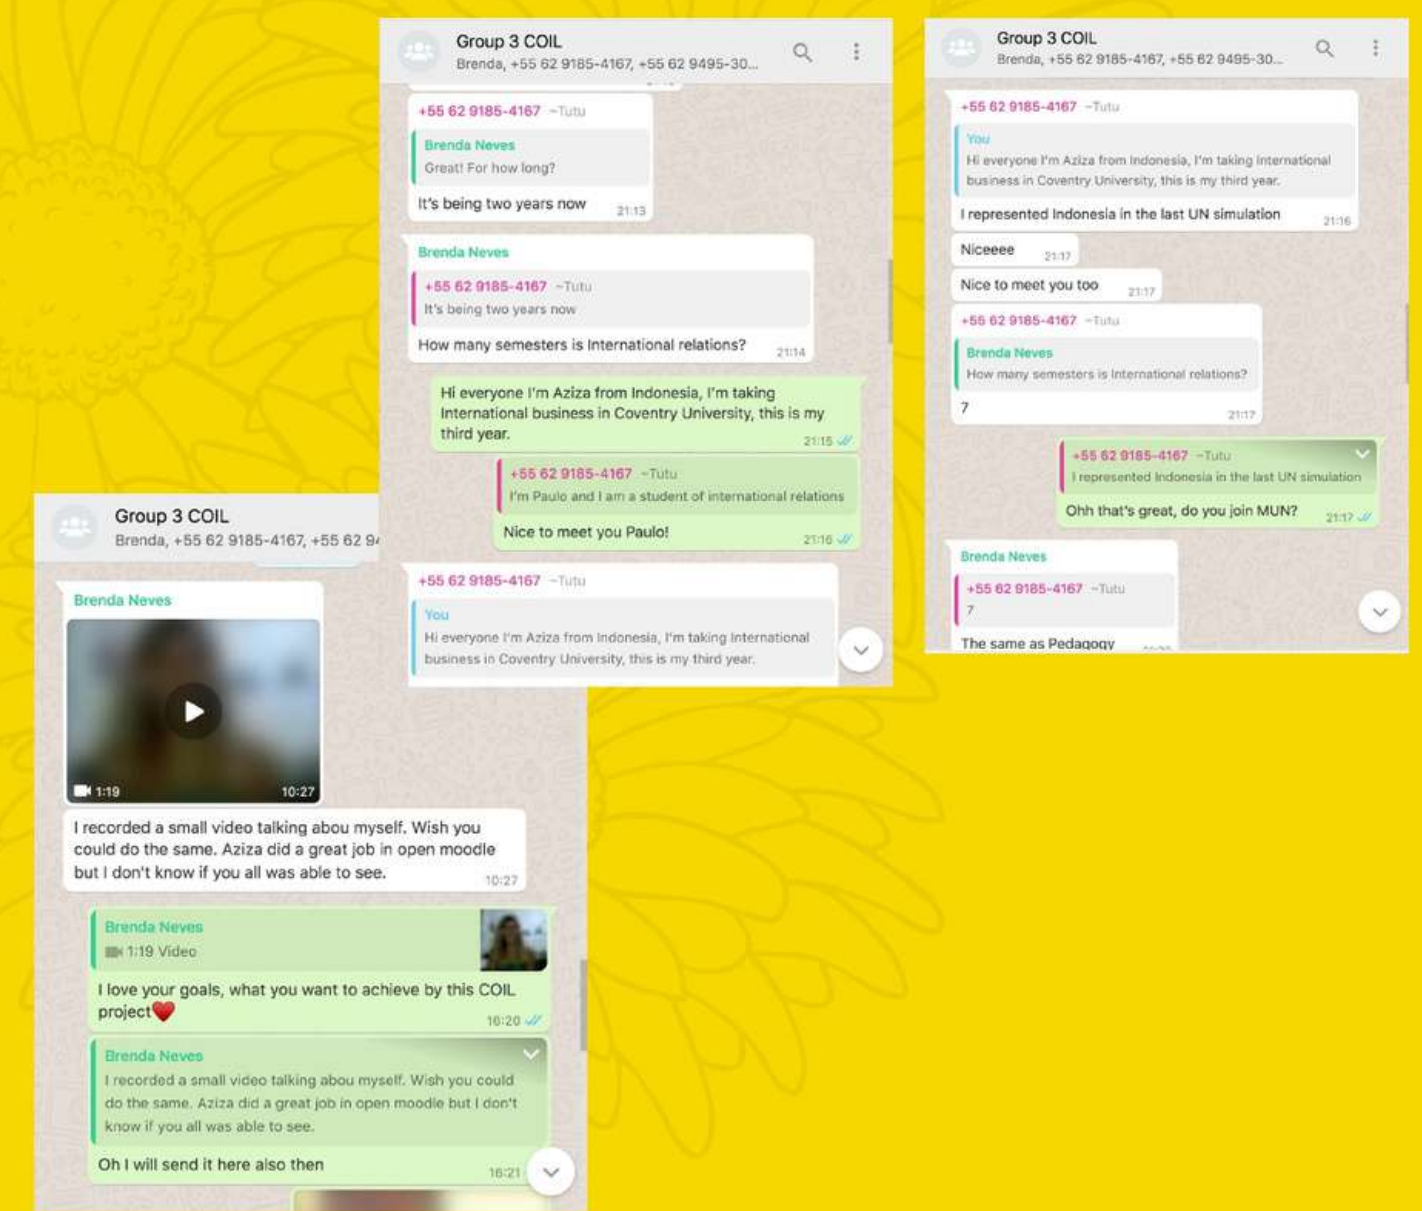 Group 3 COIL
Brenda, +55 62 9185-4167, +55 62 9495-30...
+55 62 9185-4167 ~Tutu
Brenda Neves
Great! For how long?
It's being two years now
21:13
Brenda Neves
+55 62 9185-4167 ~Tutu
It's being two years now
How many semesters is International relations?
21:14
Hi everyone I'm Aziza from Indonesia, I'm taking
International business in Coventry University, this is my
third year.
21:15
+55 62 9185-4167 ~Tutu
I'm Paulo and I am a student of international relations
Nice to meet you Paulo!
21:16
+55 62 9185-4167 ~Tutu
You
Hi everyone I'm Aziza from Indonesia, I'm taking International
business in Coventry University, this is my third year.
Group 3 COIL
Brenda, +55 62 9185-4167, +55 62 9495-30...
+55 62 9185-4167 ~Tutu
You
Hi everyone I'm Aziza from Indonesia, I'm taking International
business in Coventry University, this is my third year.
I represented Indonesia in the last UN simulation
21:16
Niceeee
21:17
Nice to meet you too
21:17
+55 62 9185-4167 ~Tutu
Brenda Neves
How many semesters is International relations?
7
21:17
+55 62 9185-4167 ~Tutu
I represented Indonesia in the last UN simulation
Ohh that's great, do you join MUN?
21:17
Brenda Neves
+55 62 9185-4167 ~Tutu
7
The same as Pedagogy
Group 3 COIL
Brenda, +55 62 9185-4167, +55 62 9
Brenda Neves
1:19
10:27
I recorded a small video talking abou myself. Wish you
could do the same. Aziza did a great job in open moodle
but I don't know if you all was able to see.
10:27
Brenda Neves
1:19 Video
I love your goals, what you want to achieve by this COIL
project❤️
16:20
Brenda Neves
I recorded a small video talking abou myself. Wish you could
do the same. Aziza did a great job in open moodle but I don't
know if you all was able to see.
Oh I will send it here also then
16:21